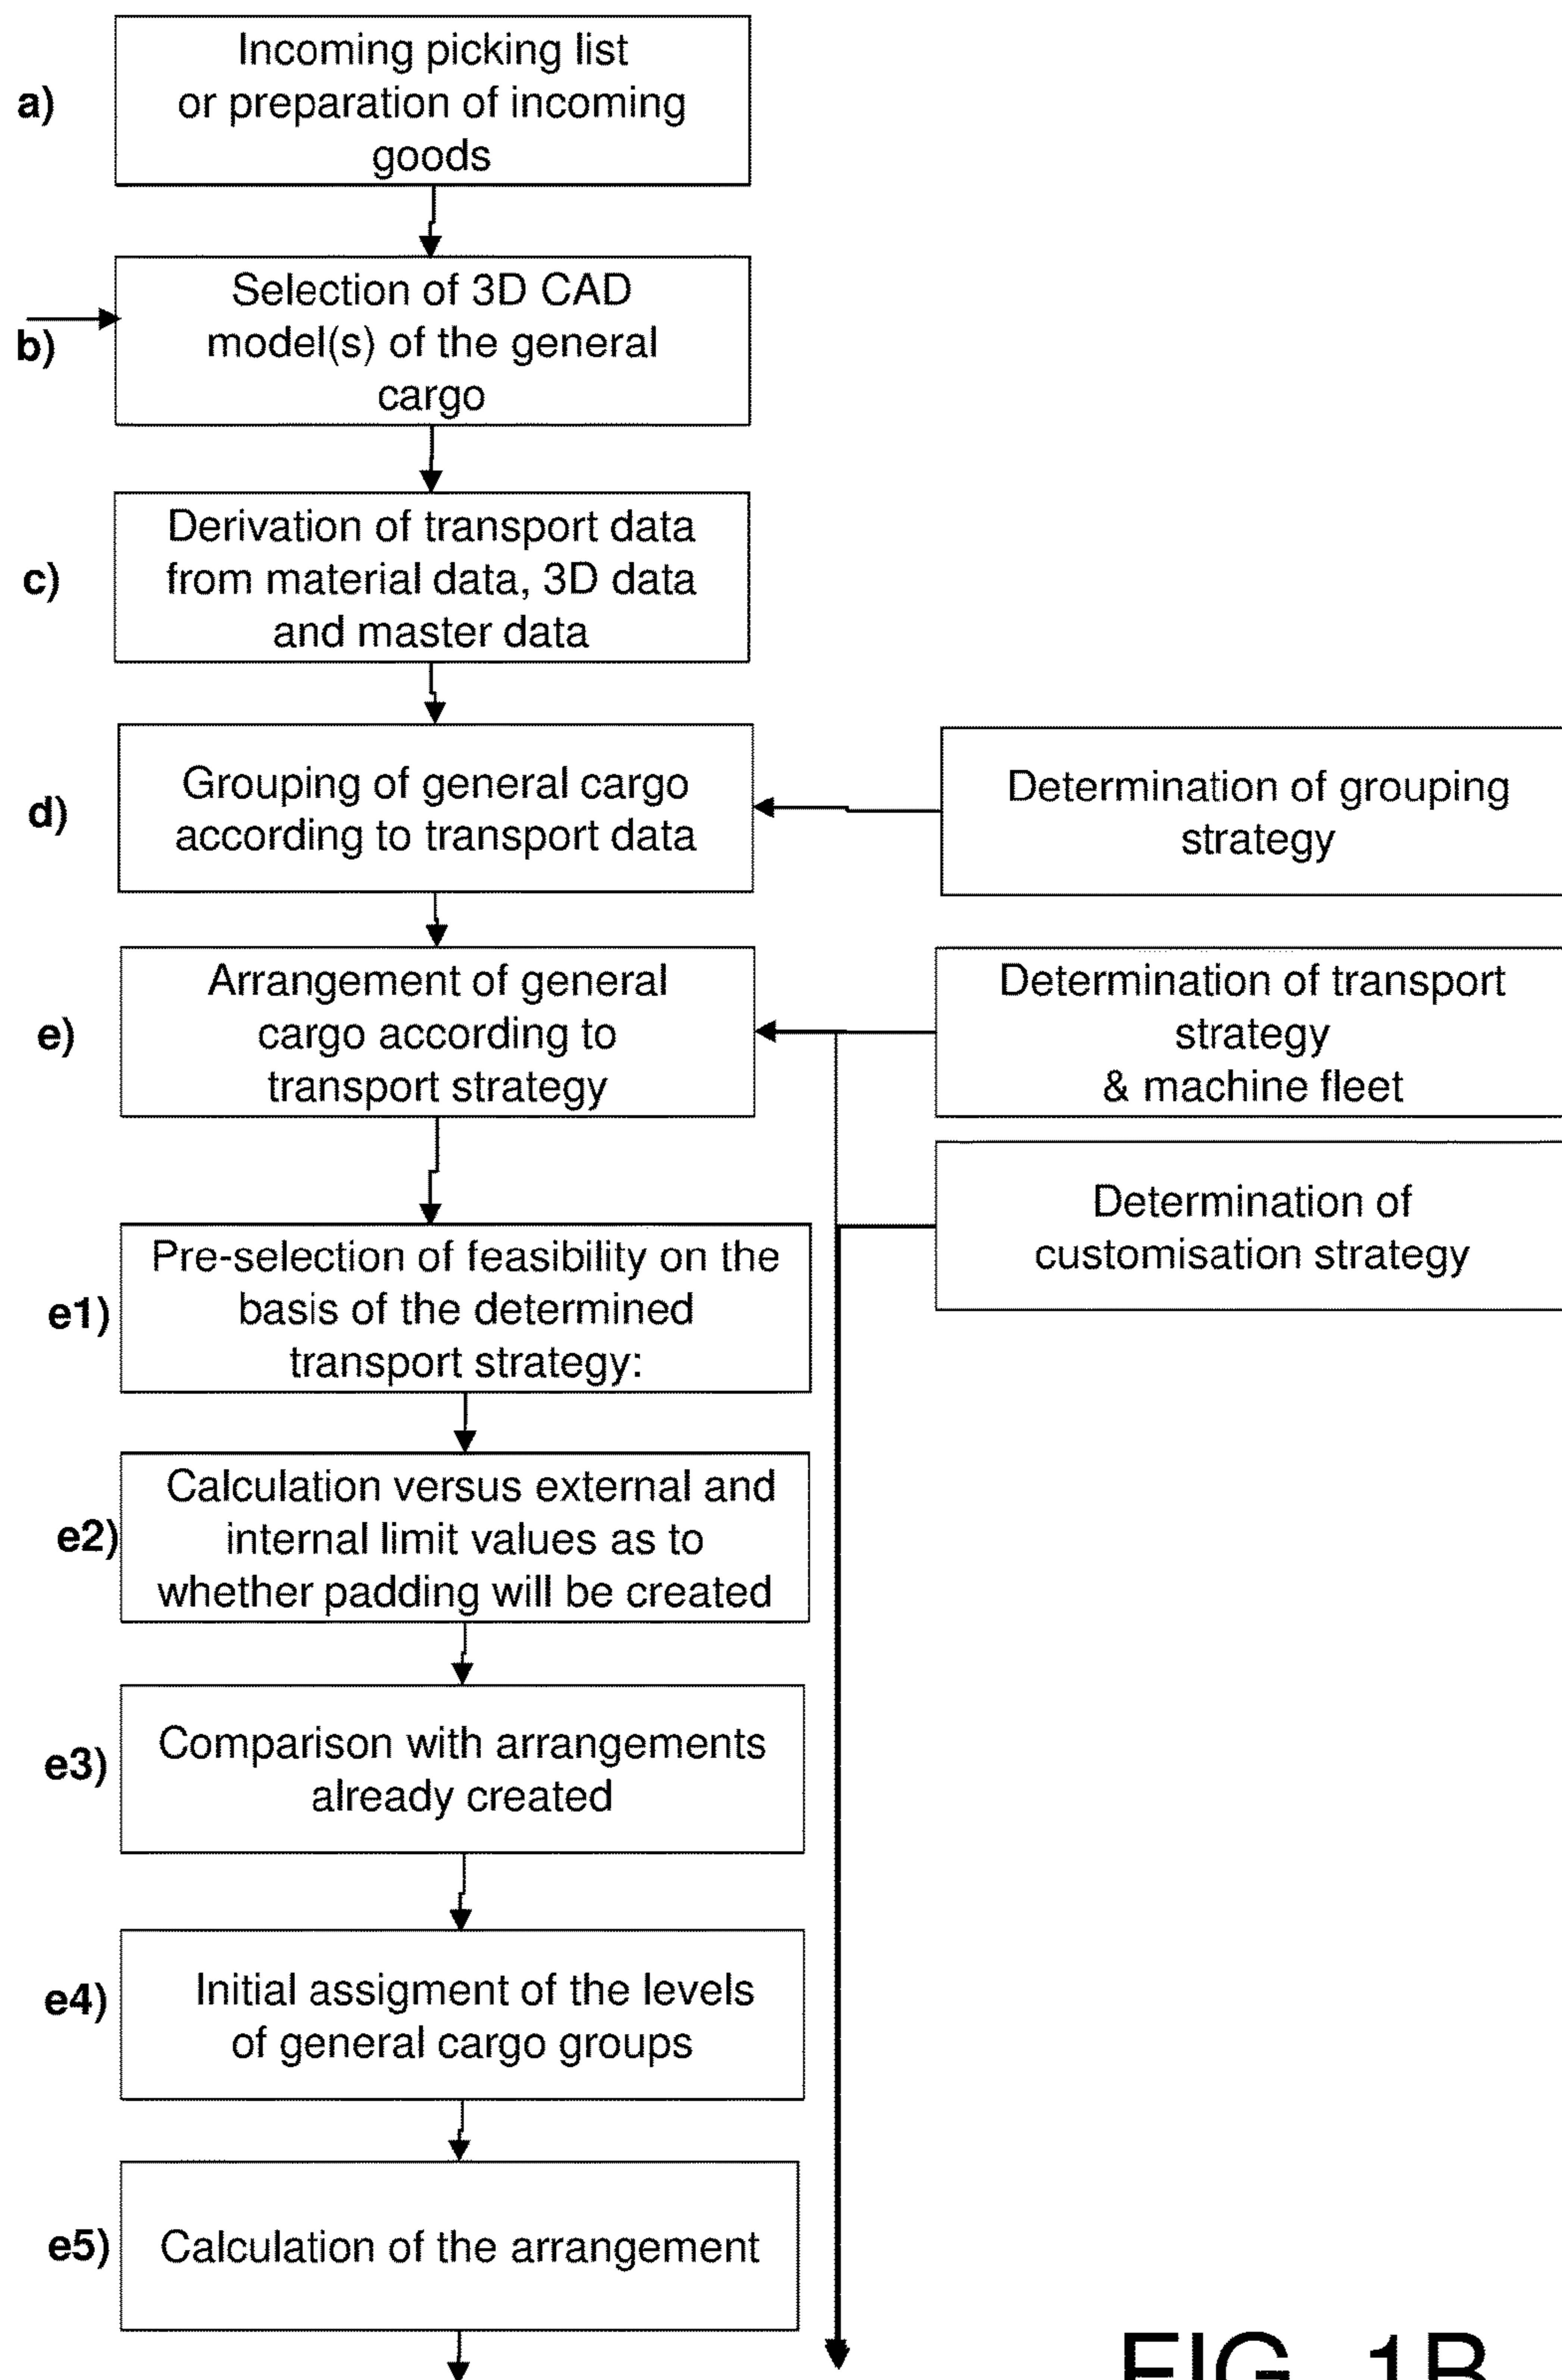 a)
Incoming picking list
or preparation of incoming
goods
b)
Selection of 3D CAD
model(s) of the general
cargo
c)
Derivation of transport data
from material data, 3D data
and master data
d)
Grouping of general cargo
according to transport data
Determination of grouping
strategy
e)
Arrangement of general
cargo according to
transport strategy
Determination of transport
strategy
& machine fleet
Determination of
customisation strategy
e1)
Pre-selection of feasibility on the
basis of the determined
transport strategy:
e2)
Calculation versus external and
internal limit values as to
whether padding will be created
e3)
Comparison with arrangements
already created
e4)
Initial assigment of the levels
of general cargo groups
e5)
Calculation of the arrangement
FIG. 1B